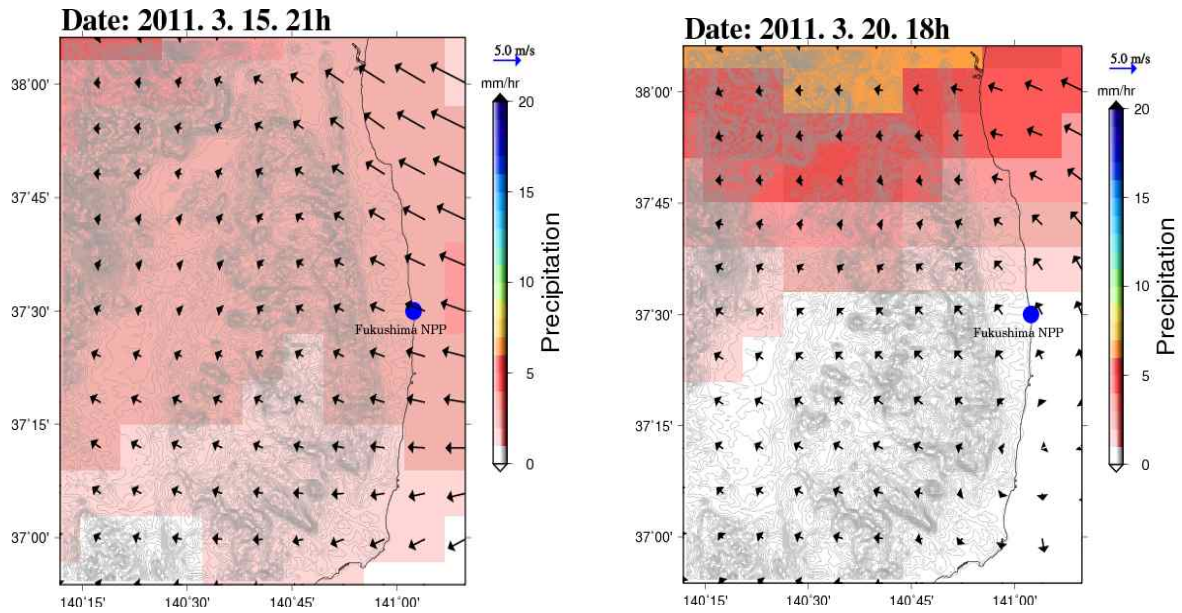 Date: 2011. 3. 15. 21h
5.0 m/s
mm/hr
38°00'
37°45'
37°30'
37°15'
37°00'
140°15'
140°30'
140°45'
141°00'
Fukushima NPP
20
15
10
5
0
Precipitation
Date: 2011. 3. 20. 18h
5.0 m/s
mm/hr
38°00'
37°45'
37°30'
37°15'
37°00'
140°15'
140°30'
140°45'
141°00'
Fukushima NPP
20
15
10
5
0
Precipitation